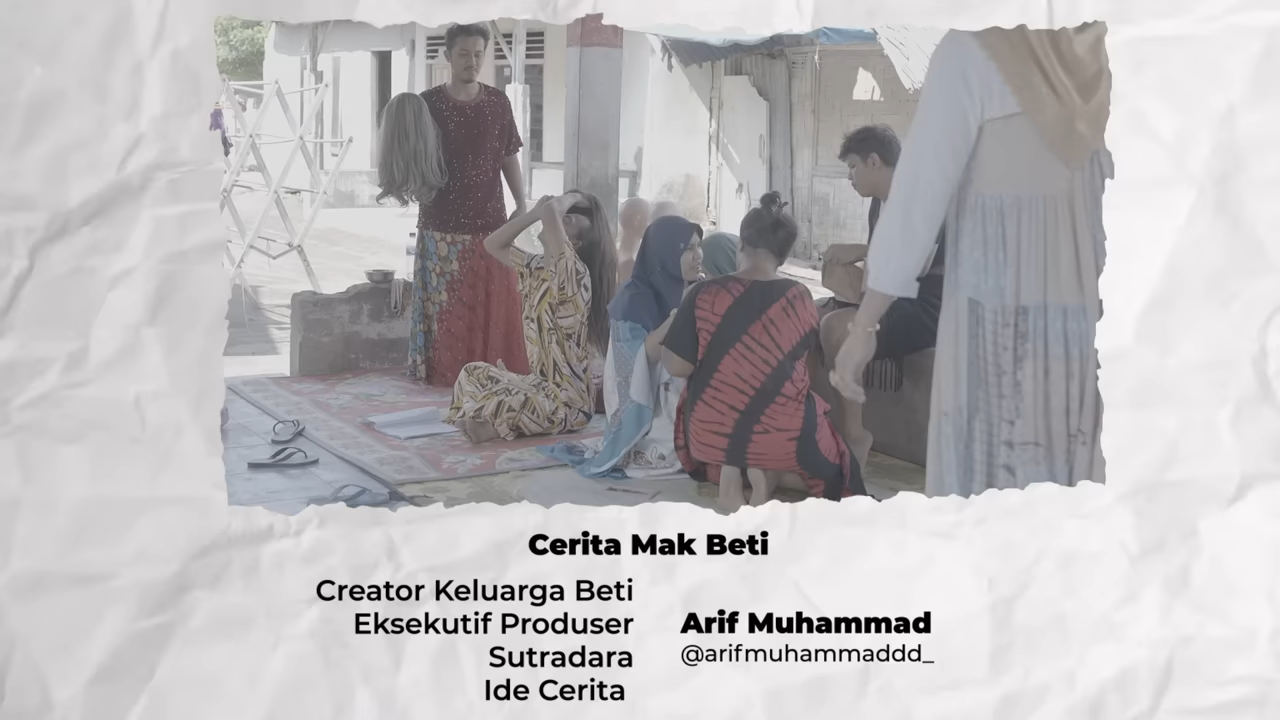 Cerita Mak Beti
Creator Keluarga Beti
Eksekutif Produser
Sutradara
Ide Cerita
Arif Muhammad
@arifmuhammaddd_